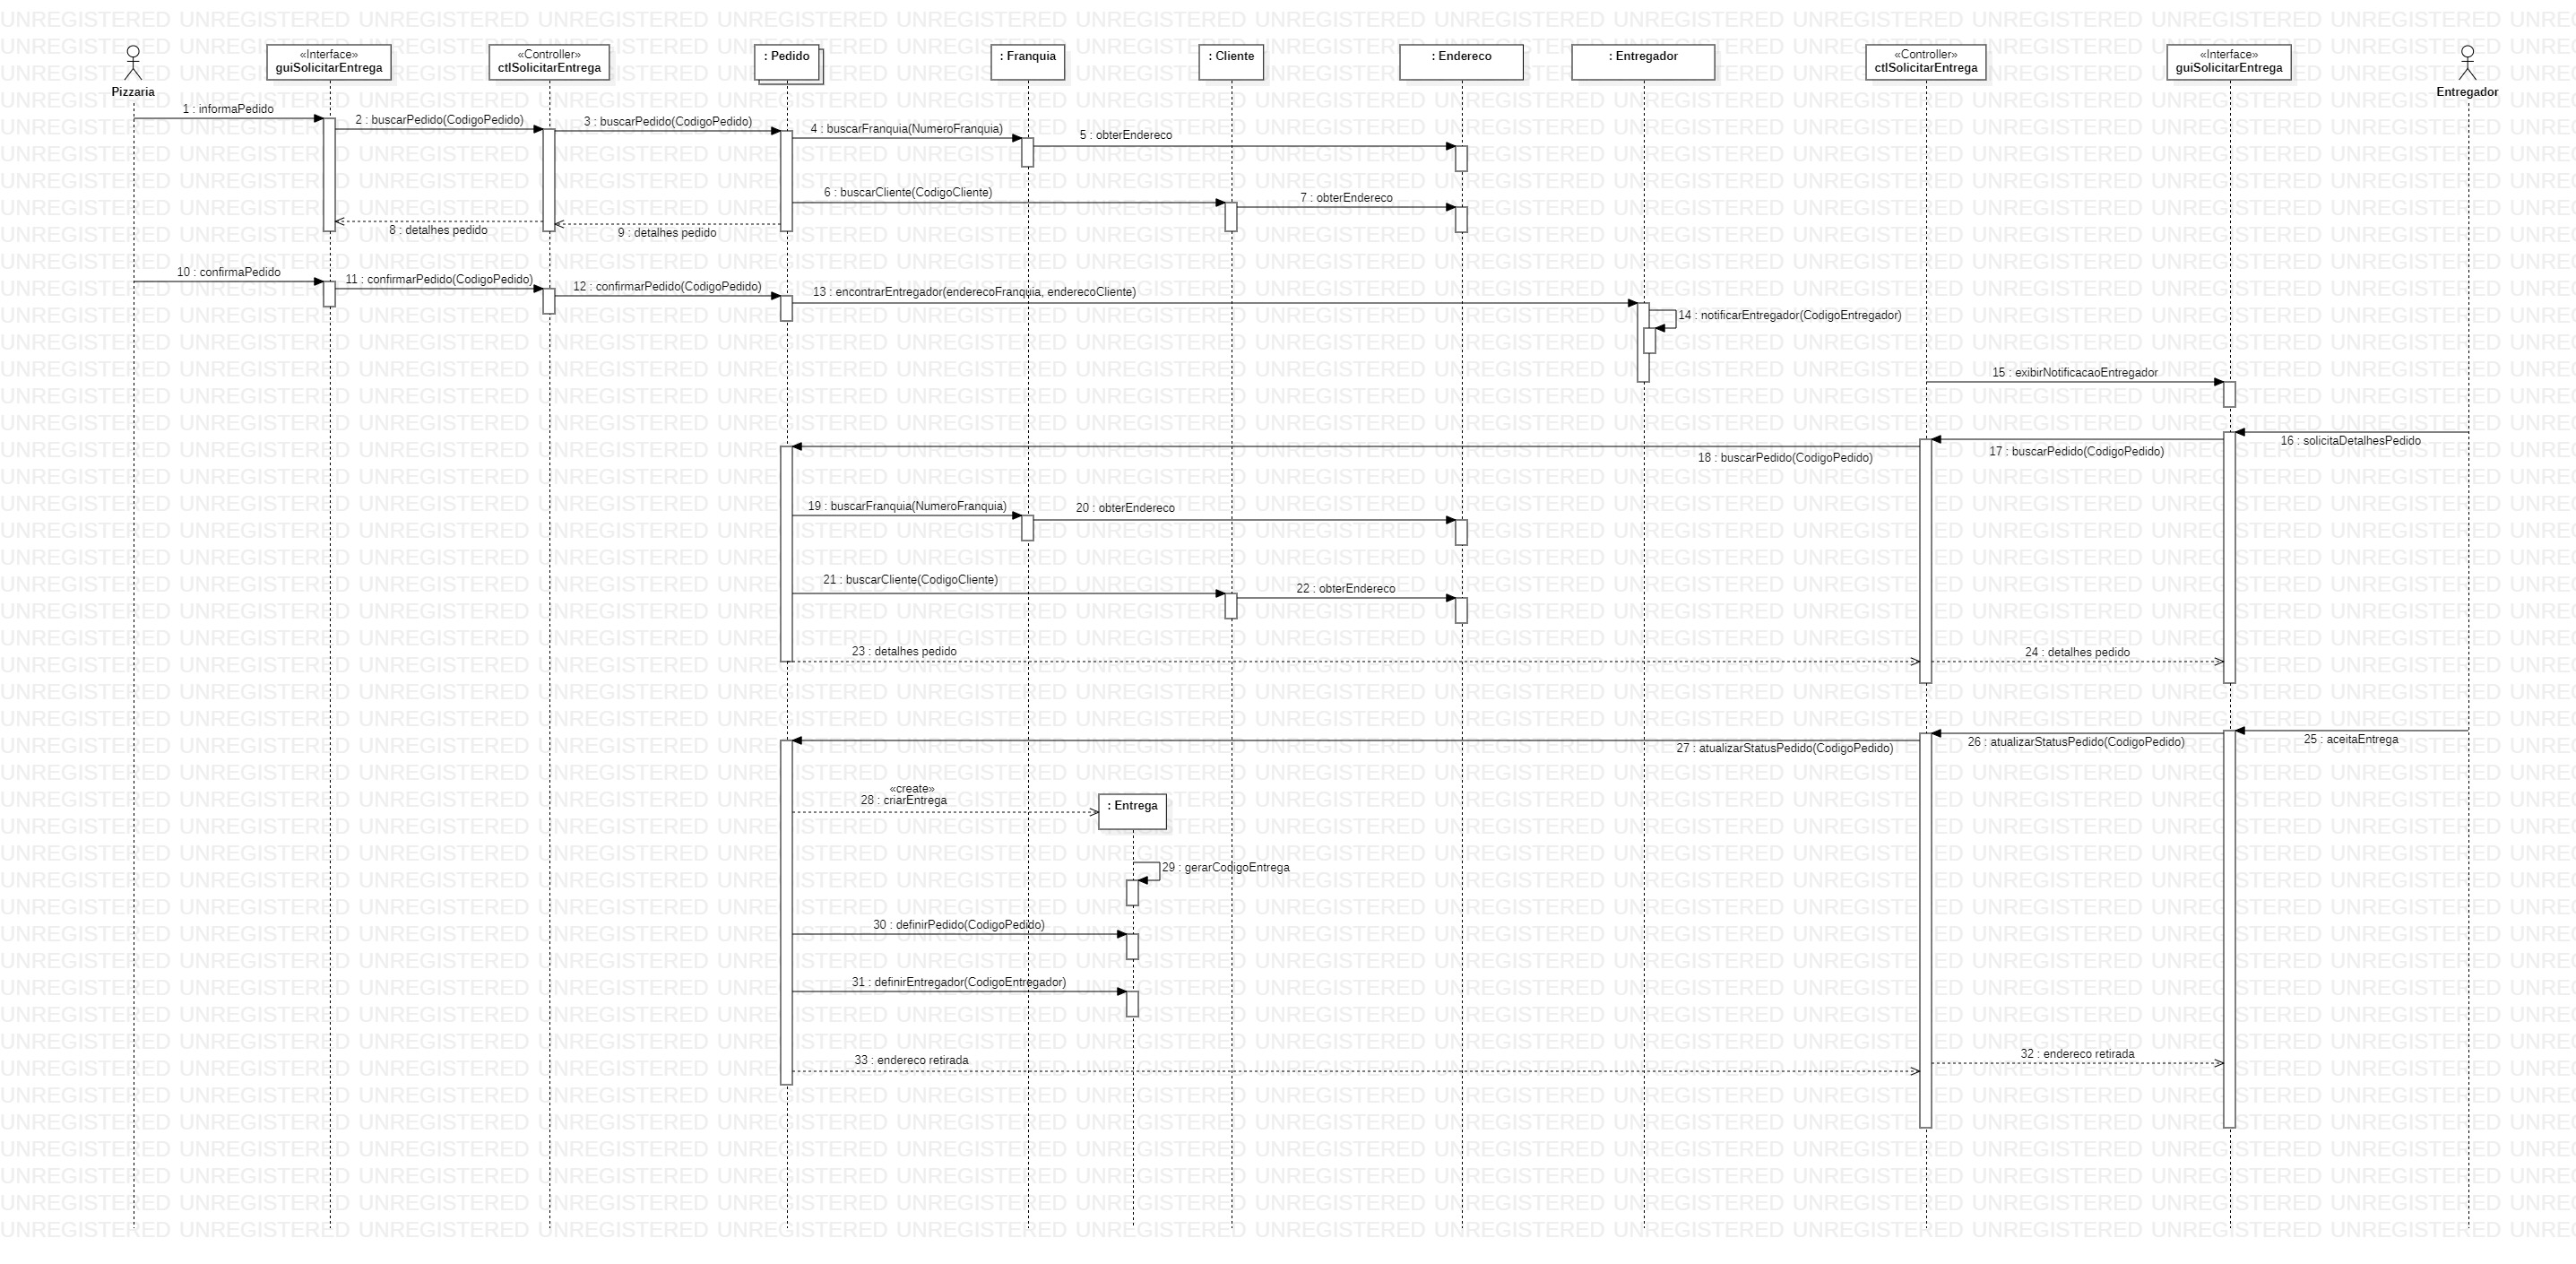 «Interface»
guiSolicitarEntrega
«Controller»
ctlSolicitarEntrega
: Pedido
: Franquia
: Cliente
: Endereco
: Entregador
«Controller»
ctlSolicitarEntrega
«Interface»
guiSolicitarEntrega
Pizzaria
Entregador
1 : informaPedido
2 : buscarPedido(CodigoPedido)
3 : buscarPedido(CodigoPedido)
4 : buscarFranquia(NumeroFranquia)
5 : obterEndereco
6 : buscarCliente(CodigoCliente)
7 : obterEndereco
8 : detalhes pedido
9 : detalhes pedido
10 : confirmaPedido
11 : confirmarPedido(CodigoPedido)
12 : confirmarPedido(CodigoPedido)
13 : encontrarEntregador(enderecoFranquia, enderecoCliente)
14 : notificarEntregador(CodigoEntregador)
15 : exibirNotificacaoEntregador
16 : solicitaDetalhesPedido
17 : buscarPedido(CodigoPedido)
18 : buscarPedido(CodigoPedido)
19 : buscarFranquia(NumeroFranquia)
20 : obterEndereco
21 : buscarCliente(CodigoCliente)
22 : obterEndereco
23 : detalhes pedido
24 : detalhes pedido
25 : aceitaEntrega
26 : atualizarStatusPedido(CodigoPedido)
27 : atualizarStatusPedido(CodigoPedido)
«create»
28 : criarEntrega
: Entrega
29 : gerarCodigoEntrega
30 : definirPedido(CodigoPedido)
31 : definirEntregador(CodigoEntregador)
32 : endereco retirada
33 : endereco retirada
UNREGISTERED